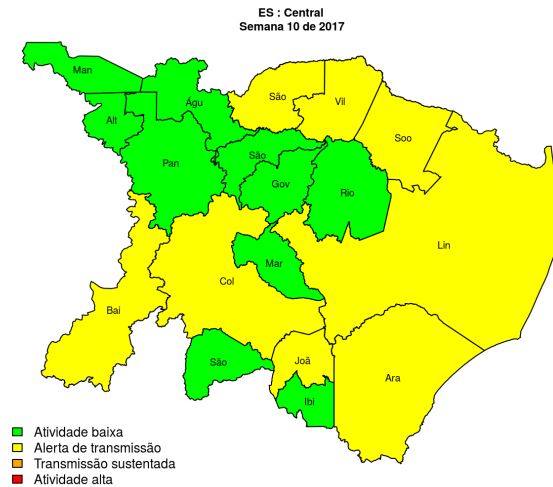 ES : Central
Semana 10 de 2017
Man
Águ
São
Vil
Alt
Soo
São
Pan
Gov
Rio
Lin
Mar
Col
Bai
São
Joã
Ara
Ibi
Atividade baixa
Alerta de transmissão
Transmissão sustentada
Atividade alta